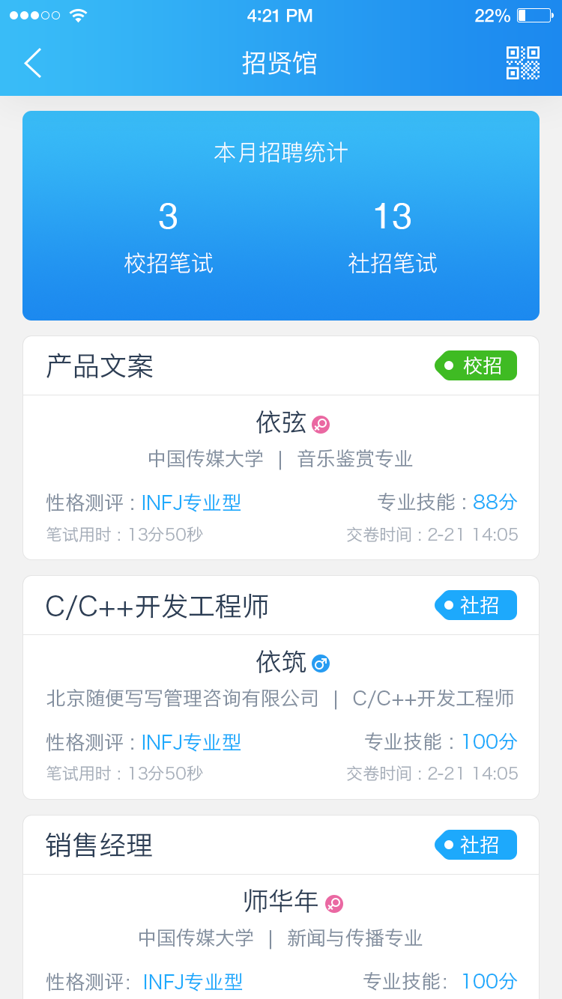 4:21 PM 22%
招贤馆
本月招聘统计
3 13
校招笔试 社招笔试
产品文案 校招
依弦
中国传媒大学 | 音乐鉴赏专业
性格测评：INFJ专业型 专业技能：88分
笔试用时：13分50秒 交卷时间：2-21 14:05
C/C++开发工程师 社招
依筑
北京随便写写管理咨询有限公司 | C/C++开发工程师
性格测评：INFJ专业型 专业技能：100分
笔试用时：13分50秒 交卷时间：2-21 14:05
销售经理 社招
师华年
中国传媒大学 | 新闻与传播专业
性格测评：INFJ专业型 专业技能：100分